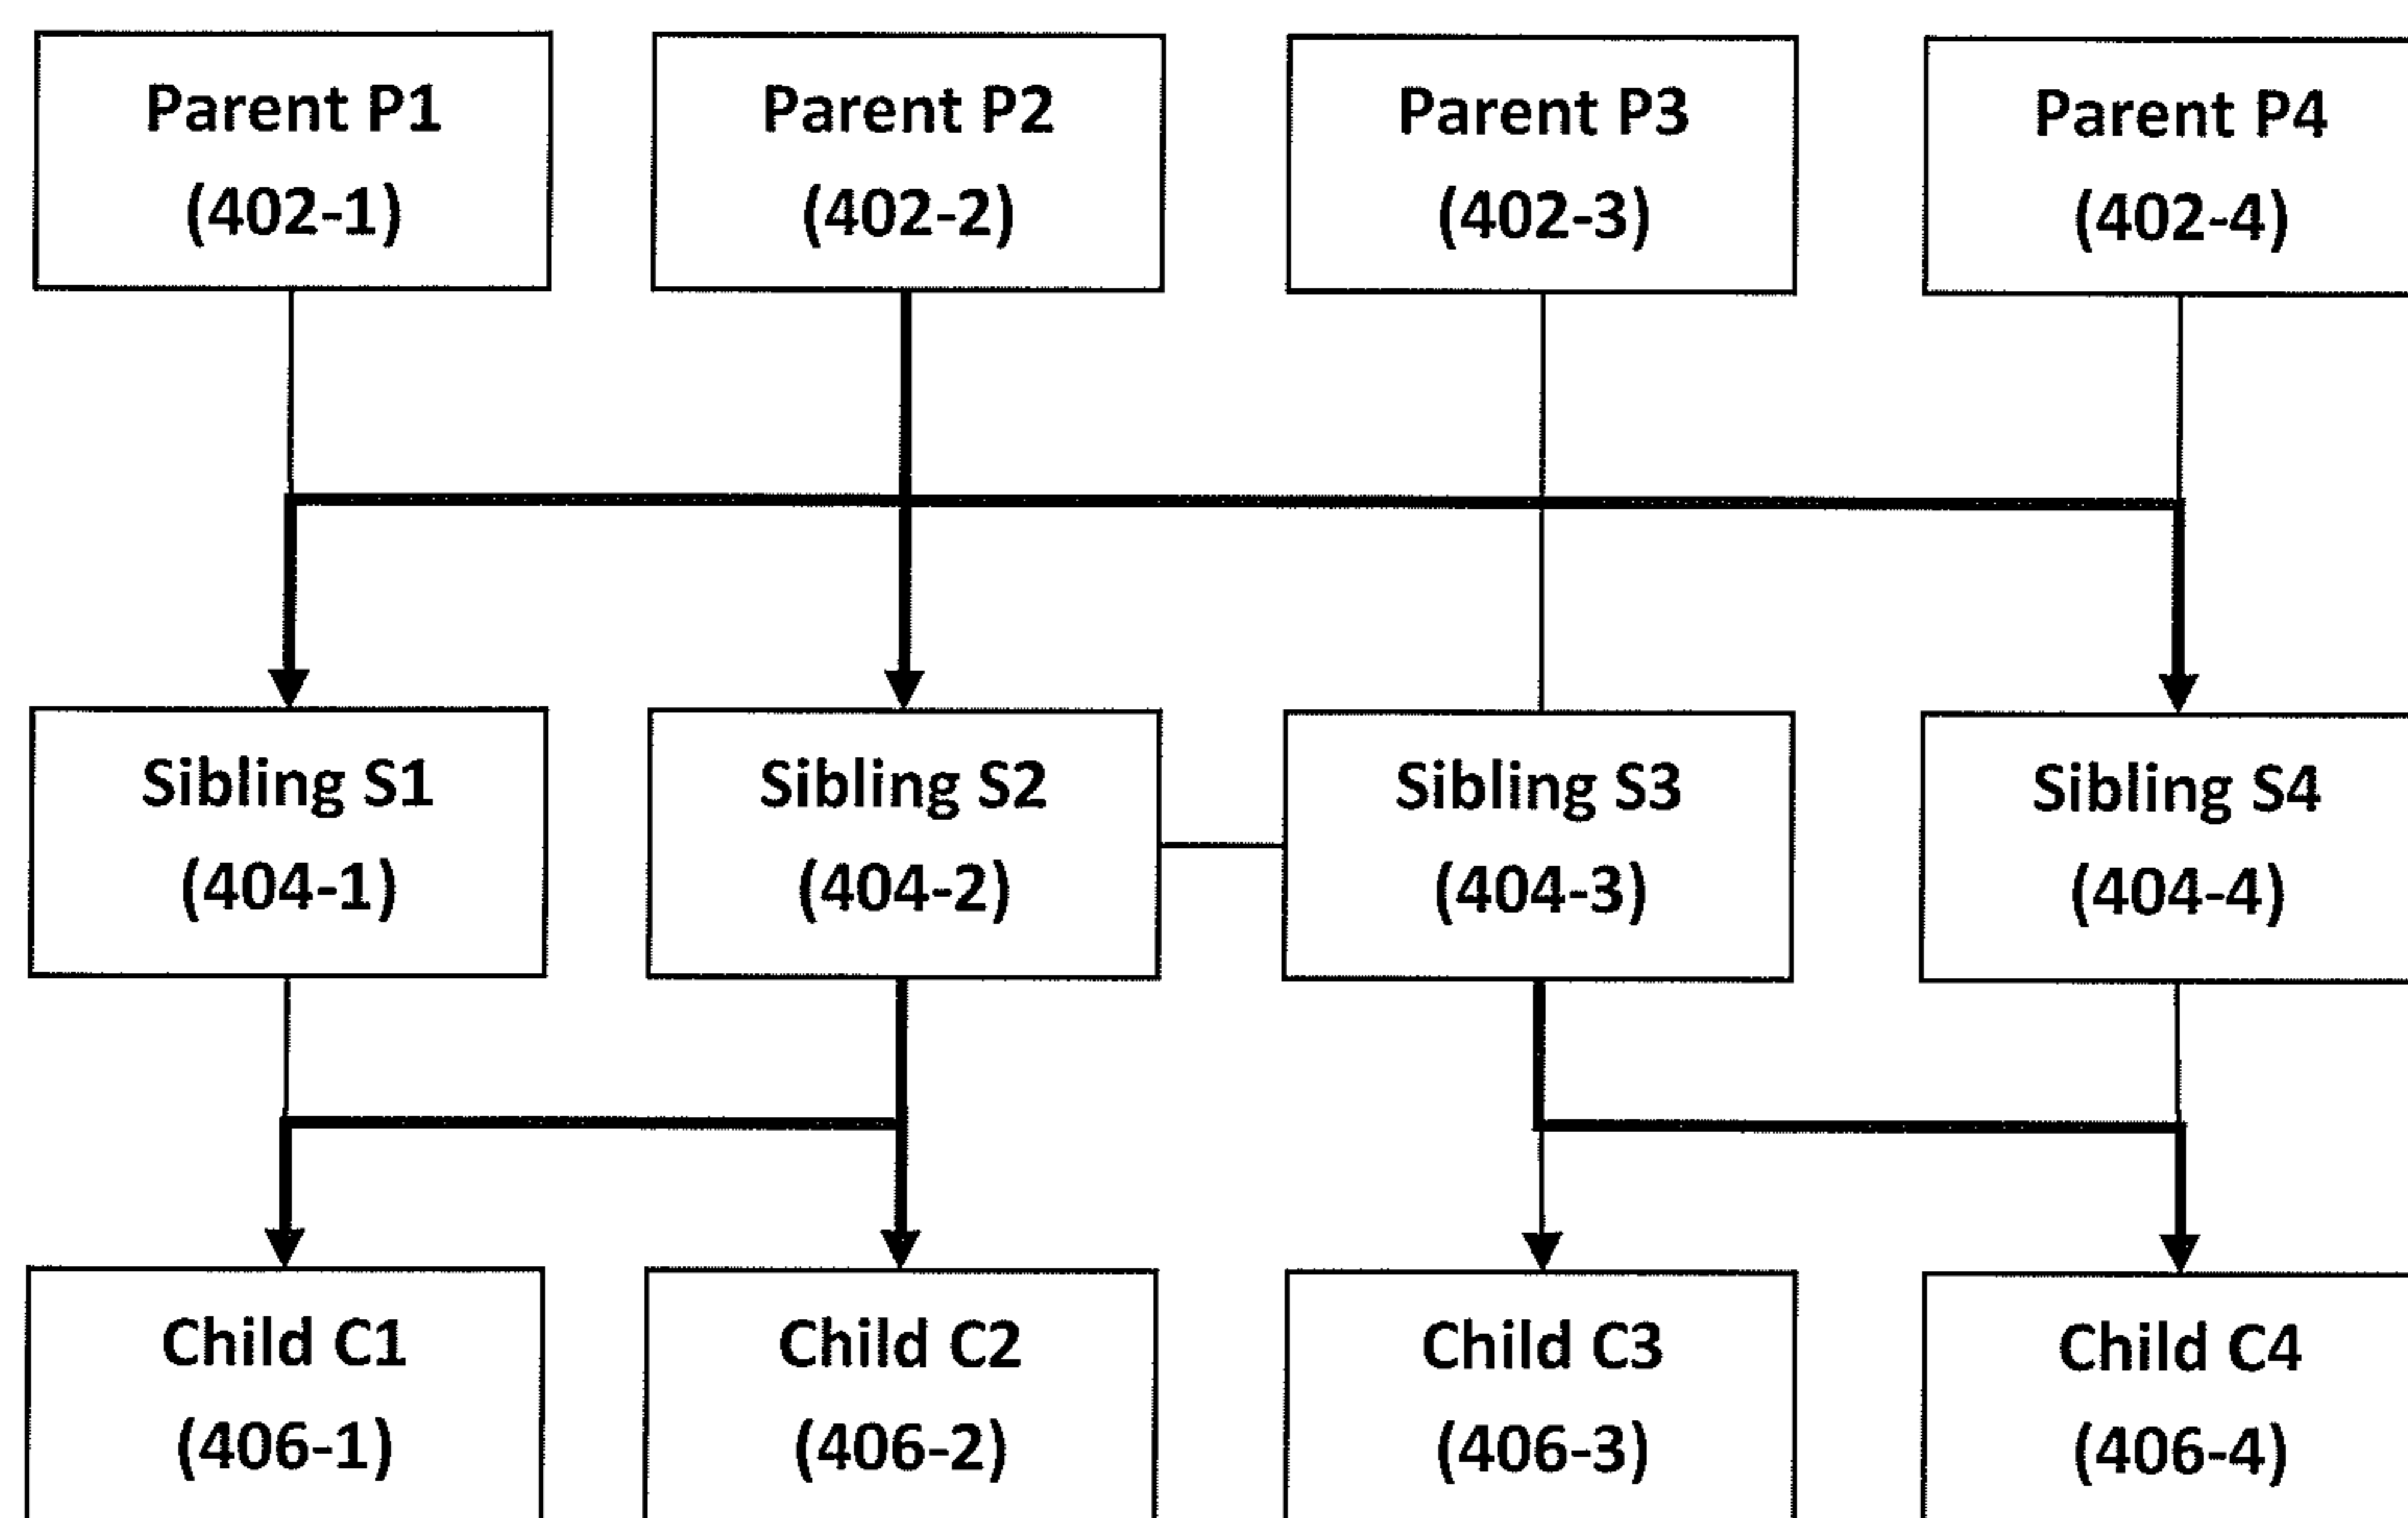 Parent P1
(402-1)
Parent P2
(402-2)
Parent P3
(402-3)
Parent P4
(402-4)
Sibling S1
(404-1)
Sibling S2
(404-2)
Sibling S3
(404-3)
Sibling S4
(404-4)
Child C1
(406-1)
Child C2
(406-2)
Child C3
(406-3)
Child C4
(406-4)